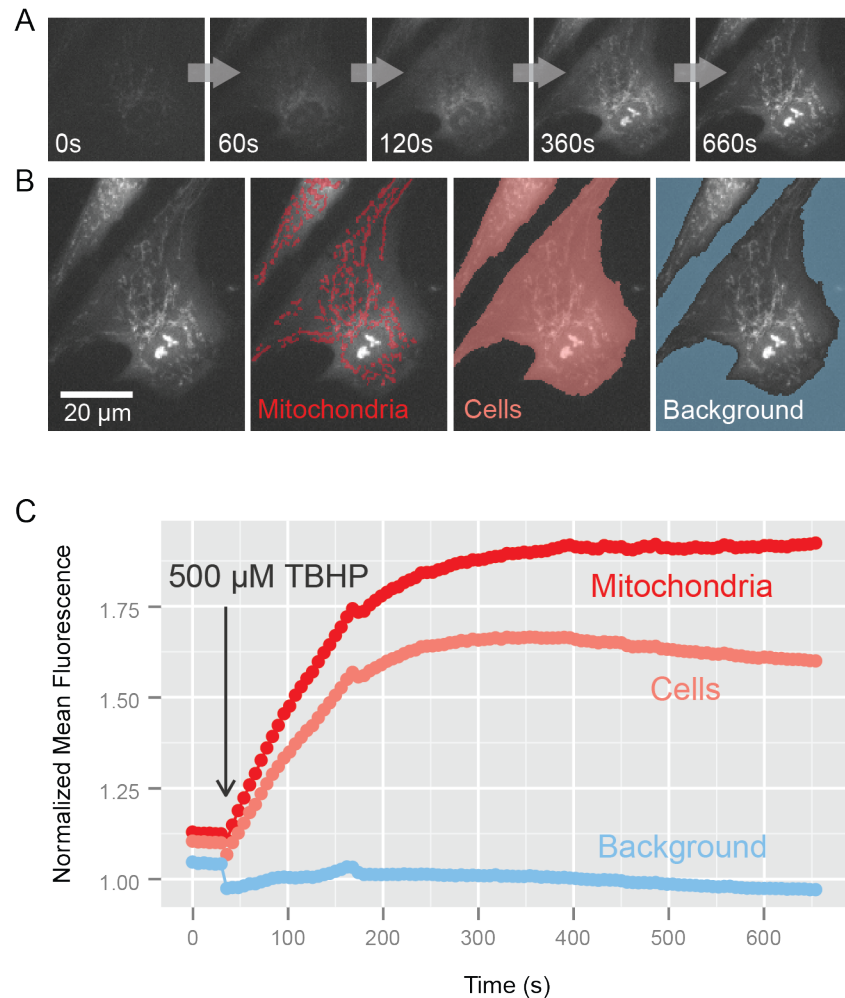 A
0s
60s
120s
360s
660s
B
20 µm
Mitochondria
Cells
Background
C
500 µM TBHP
Mitochondria
Cells
Background
Normalized Mean Fluorescence
1.75
1.50
1.25
1.00
0
100
200
300
400
500
600
Time (s)